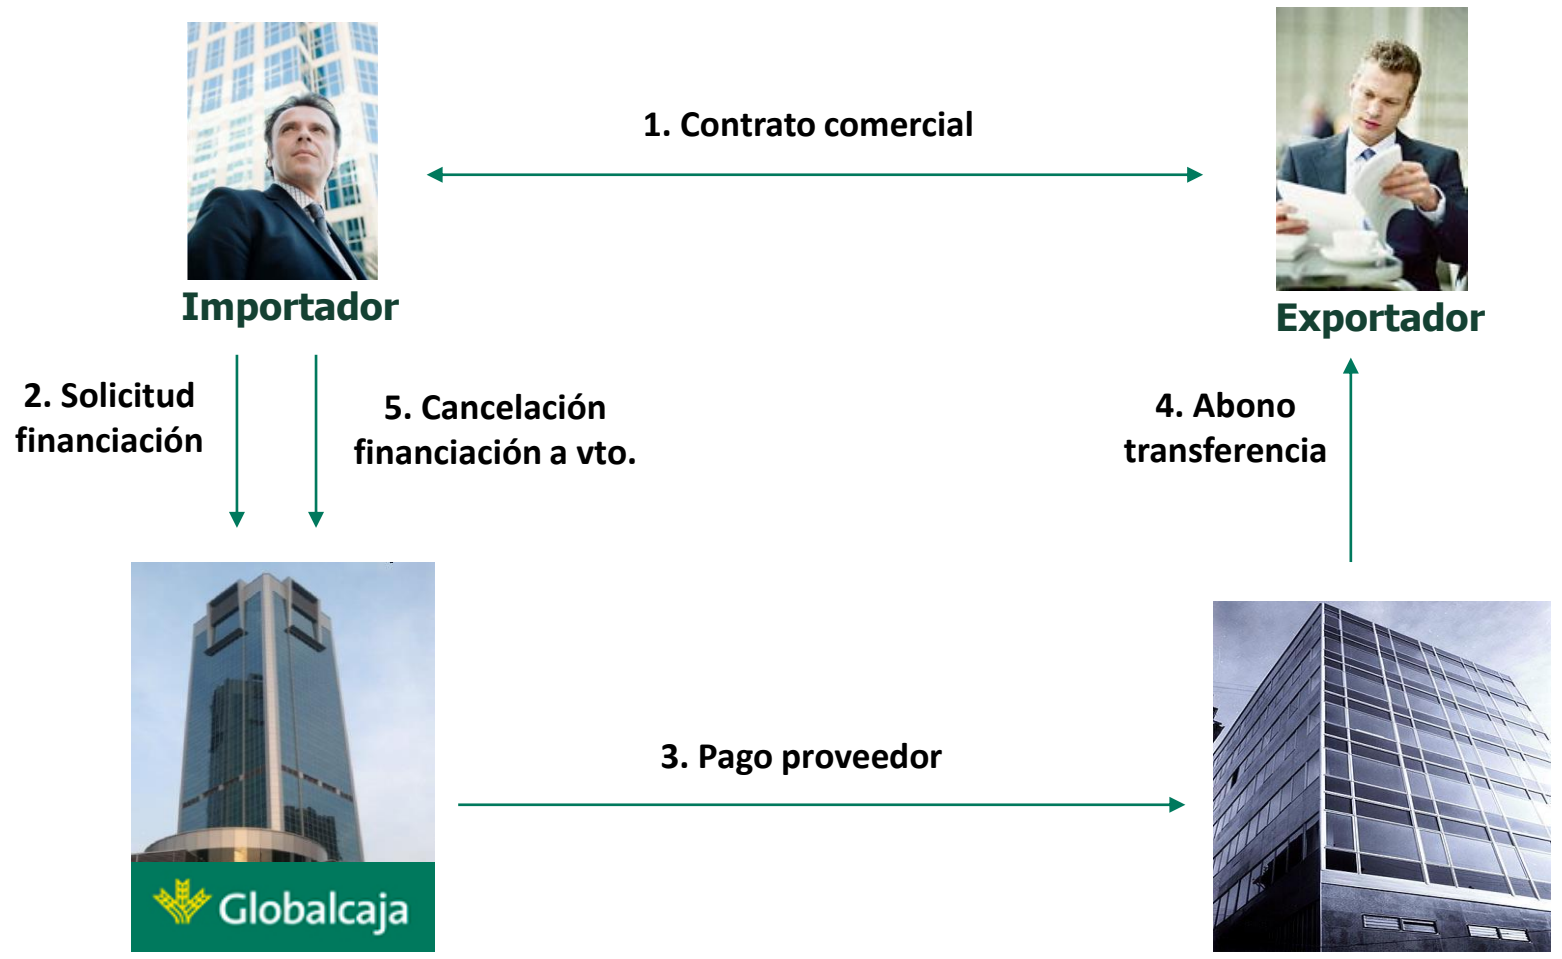 1. Contrato comercial
Importador
Exportador
2. Solicitud
financiación
5. Cancelación
financiación a vto.
4. Abono
transferencia
3. Pago proveedor
Globalcaja